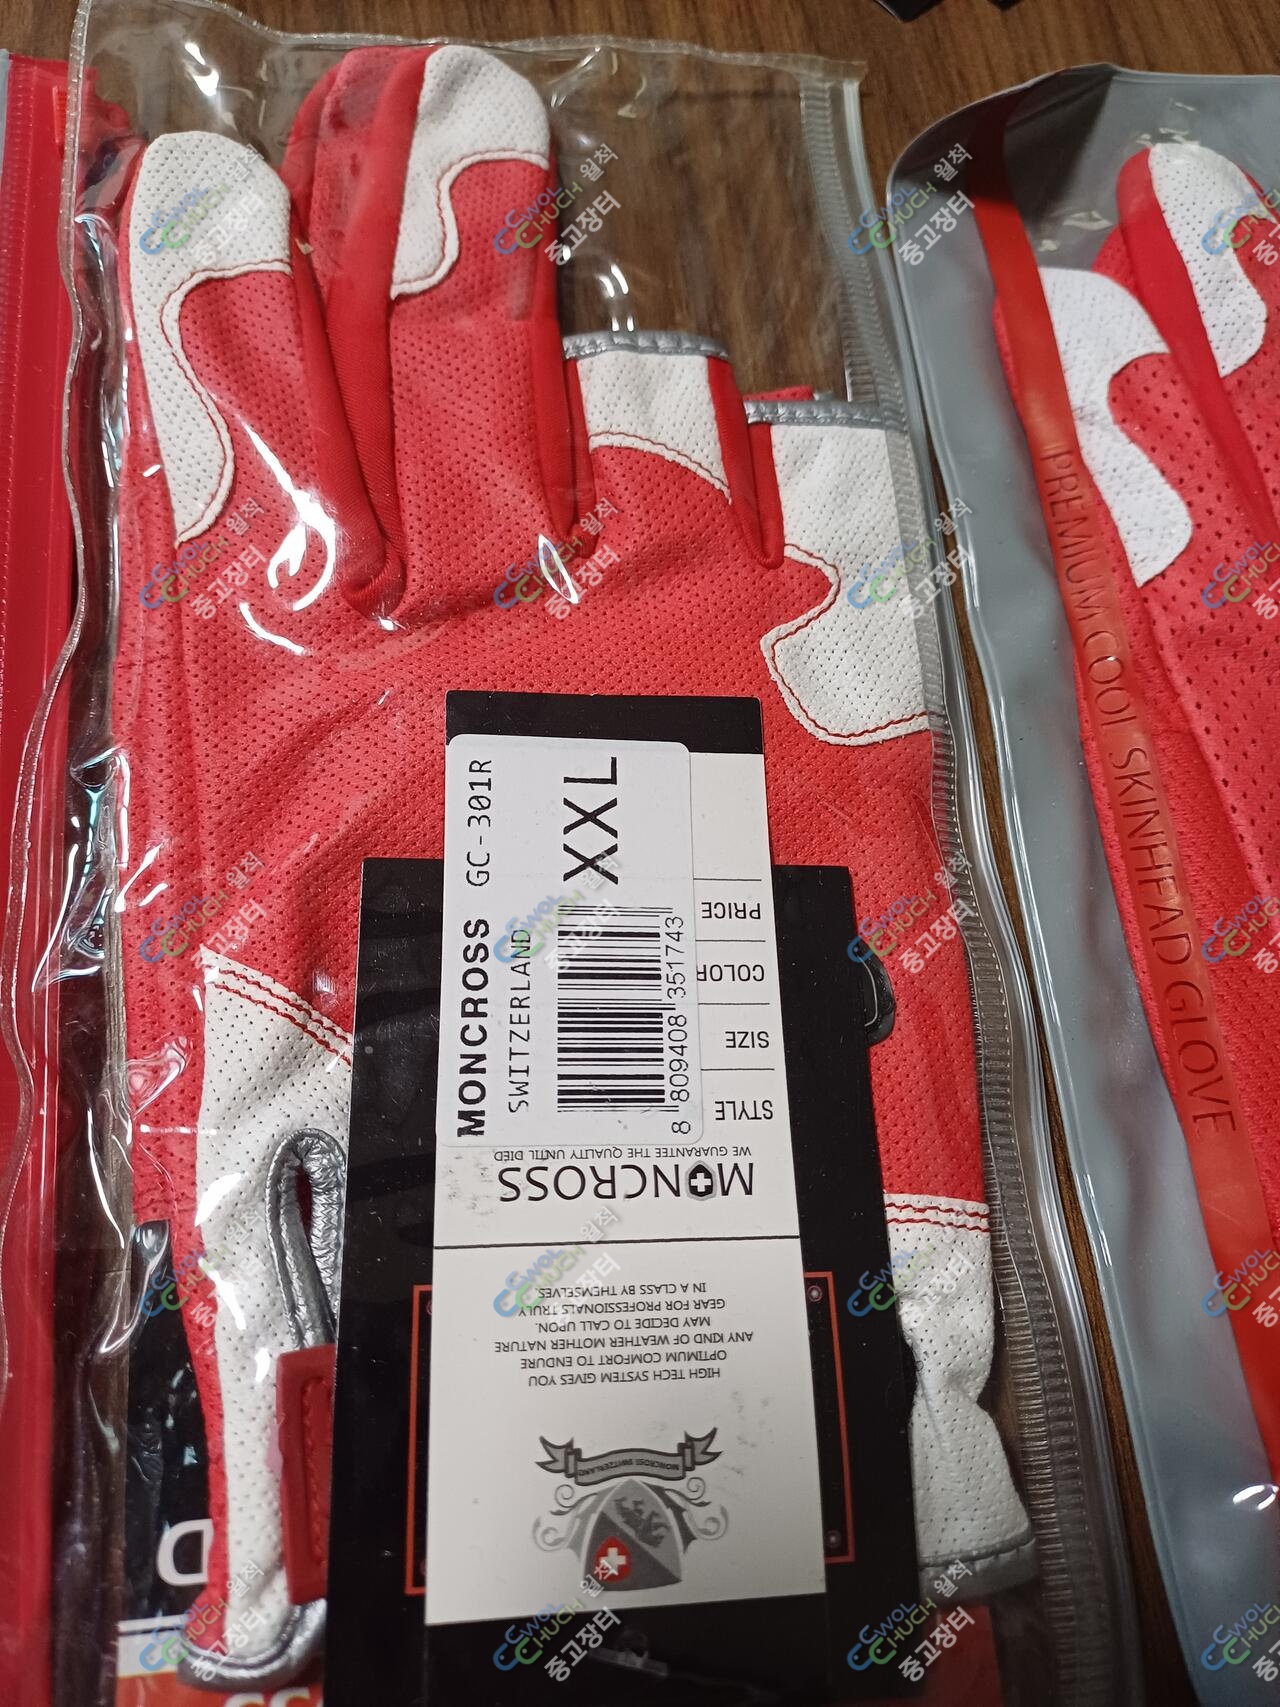 MONCROSS GC-301R
SWITZERLAND
XXL
8 809408 351743
PRICE
COLOR
SIZE
STYLE
WE GUARANTEE THE QUALITY UNTIL DIED
MONCROSS
IN A CLASS BY THEMSELVES.
GEAR FOR PROFESSIONALS TRULY
MAY DECIDE TO CALL UPON.
ANY KIND OF WEATHER MOTHER NATURE
OPTIMUM COMFORT TO ENDURE
HIGH TECH SYSTEM GIVES YOU
MONCROSS SWITZERLAND
PREMIUM COOL SKINHEAD GLOVE
CWOL CHUCH 월척
중고장터